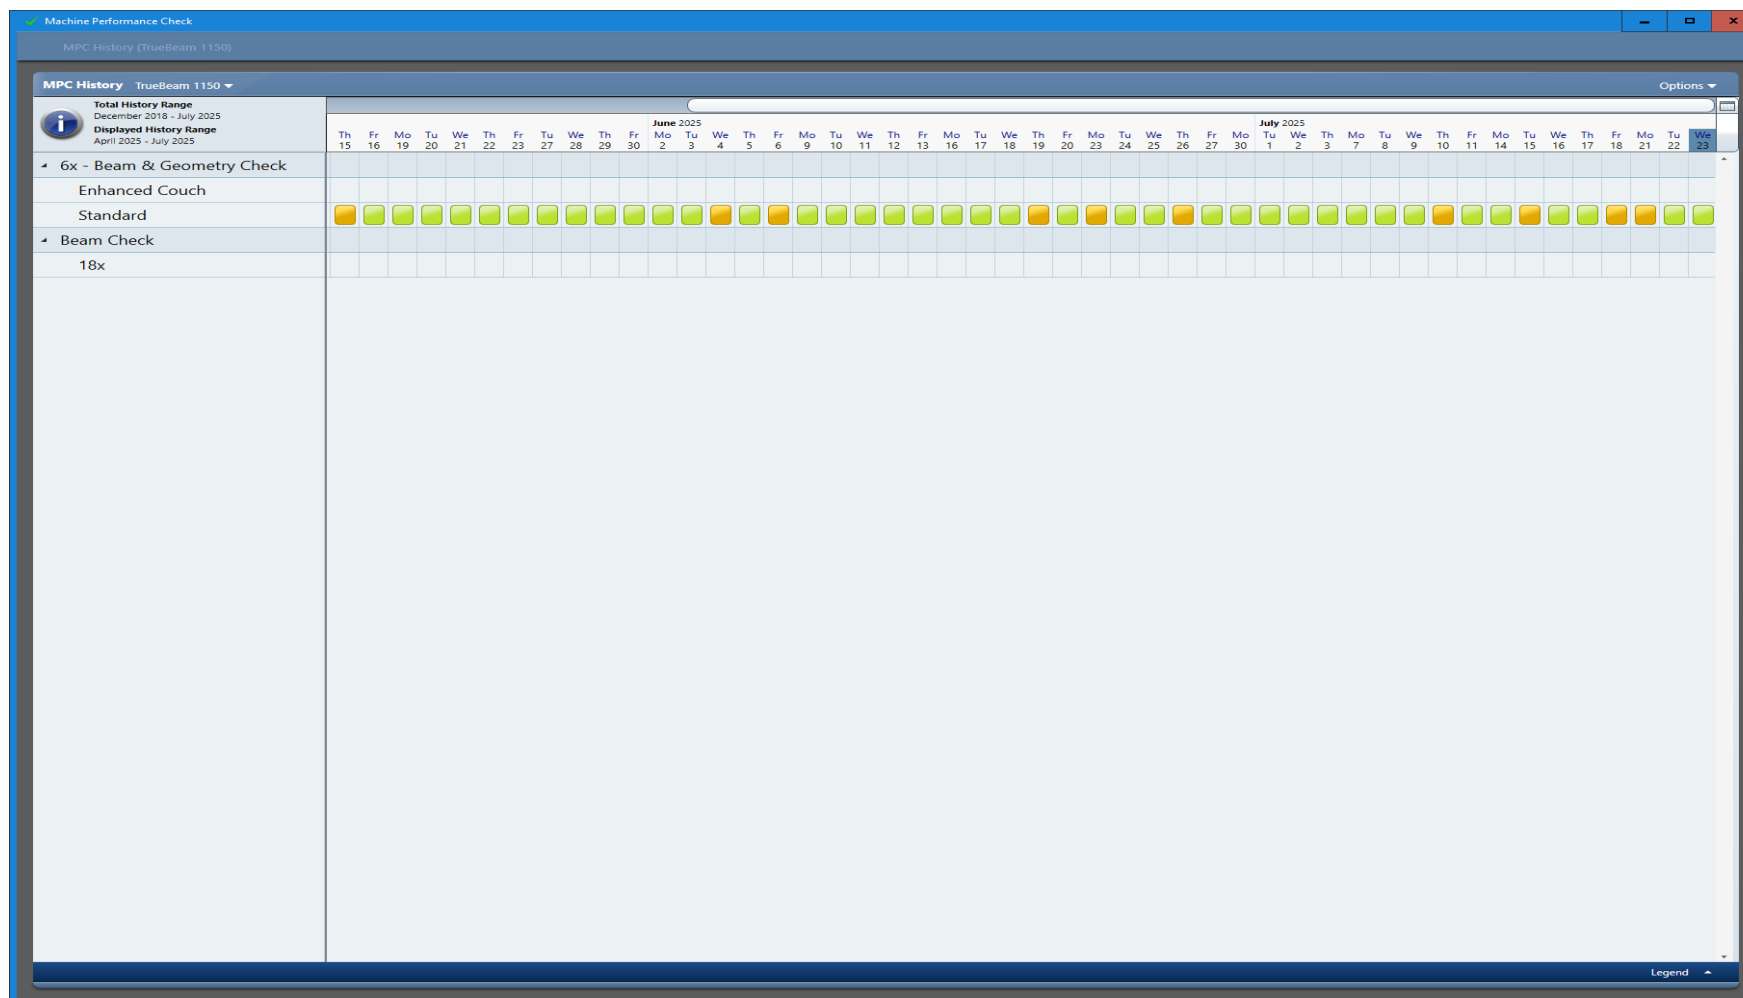 Machine Performance Check
MPC History (TrueBeam 1150)
MPC History TrueBeam 1150
Options
Total History Range
December 2018 - July 2025
Displayed History Range
April 2025 - July 2025
June 2025 July 2025
Th Fr Mo Tu We Th Fr Tu We Th Fr Mo Tu We Th Fr Mo Tu We Th Fr Mo Tu We Th Fr Mo Tu We Th Fr Mo Tu We Th Mo Tu We Th Fr Mo Tu We Th Fr Mo Tu We
15 16 19 20 21 22 23 27 28 29 30 2 3 4 5 6 9 10 11 12 13 16 17 18 19 20 23 24 25 26 27 30 1 2 3 7 8 9 10 11 14 15 16 17 18 21 22 23
6x - Beam & Geometry Check
Enhanced Couch
Standard
Beam Check
18x
Legend